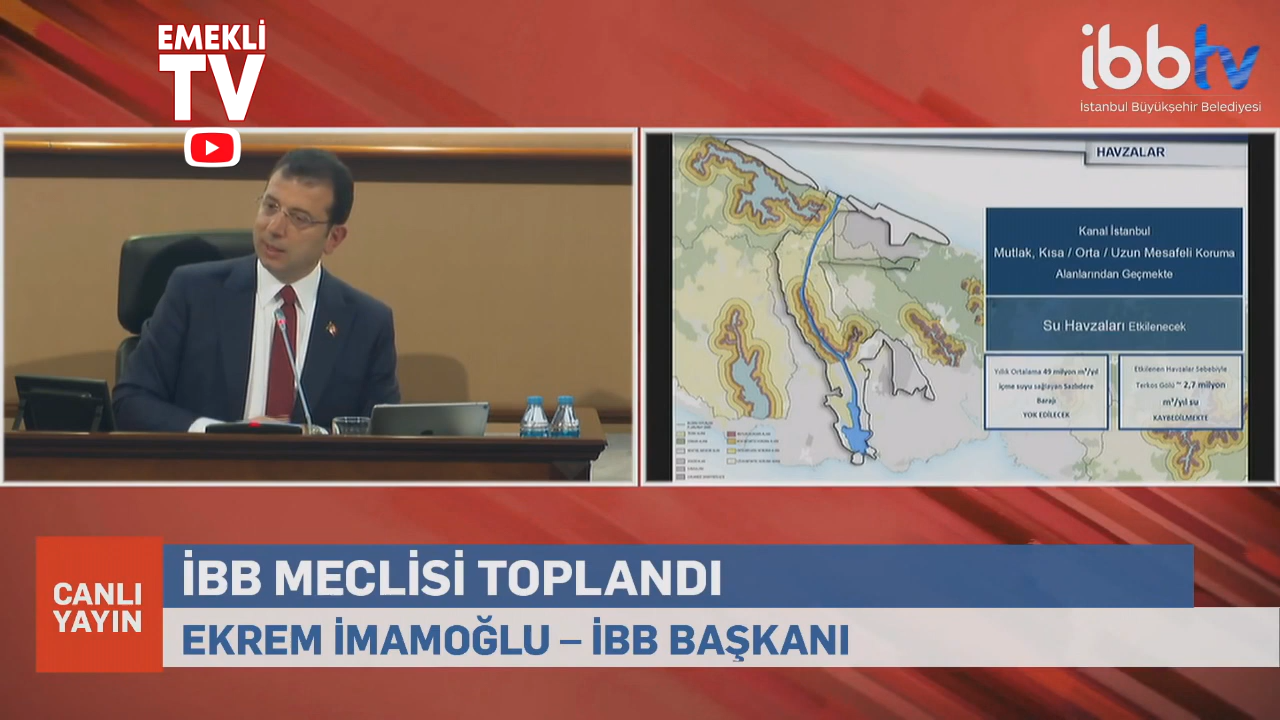 EMEKLİ
TV
ibbtv
İstanbul Büyükşehir Belediyesi
HAVZALAR
Kanal İstanbul
Mutlak, Kısa / Orta / Uzun Mesafeli Koruma
Alanlarından Geçmekte
Su Havzaları Etkilenecek
Yıllık Ortalama 49 milyon m³/yıl
içme suyu sağlayan Sazlıdere
Barajı
YOK EDİLECEK
Etkilenen Havzalar Sebebiyle
Terkos Gölü ~ 2,7 milyon
m³/yıl su
KAYBEDİLMEKTE
CANLI
YAYIN
İBB MECLİSİ TOPLANDI
EKREM İMAMOĞLU – İBB BAŞKANI